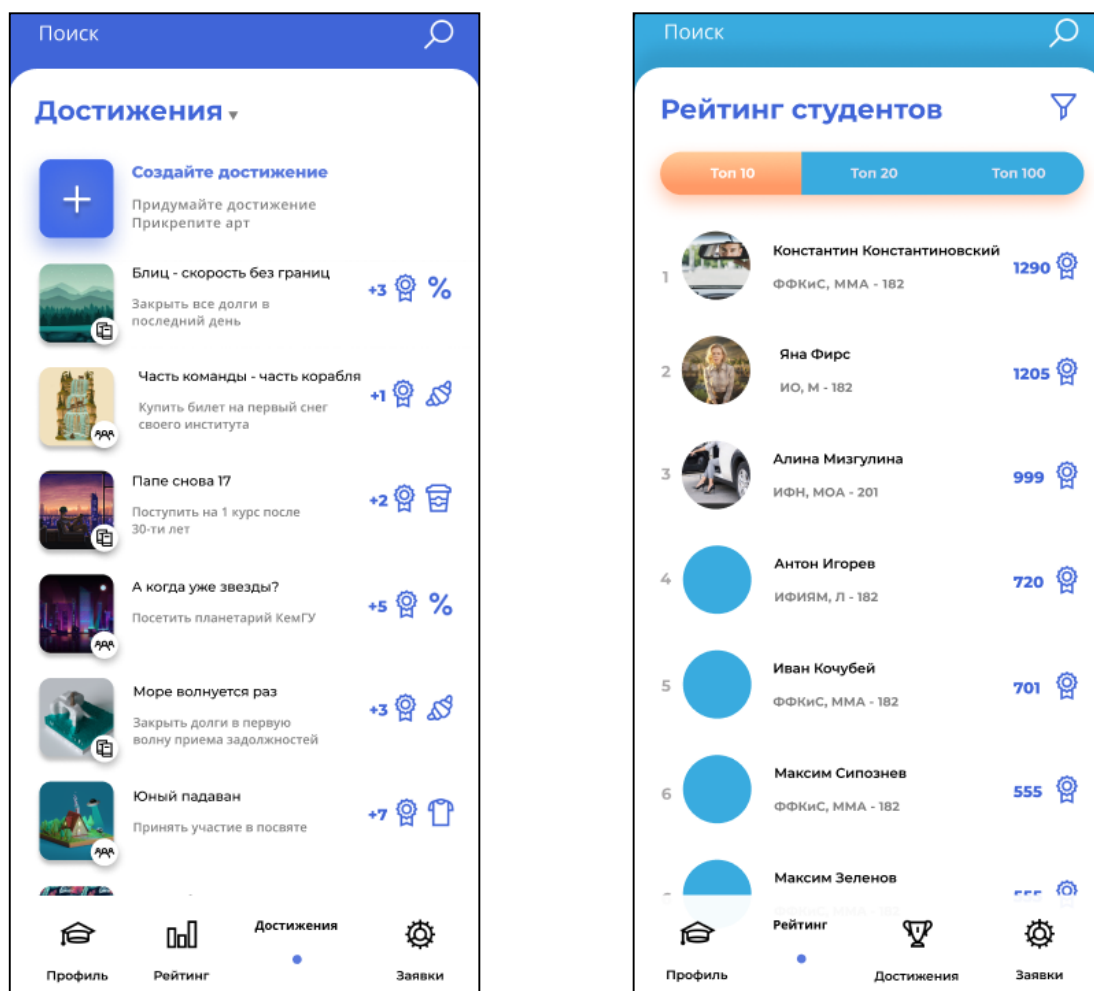 Поиск
Достижения
Создайте достижение
Придумайте достижение
Прикрепите арт
Блиц - скорость без границ
Закрыть все долги в
последний день
+3 %
Часть команды - часть корабля
Купить билет на первый снег
своего института
+1
Папе снова 17
Поступить на 1 курс после
30-ти лет
+2
А когда уже звезды?
Посетить планетарий КемГУ
+5 %
Море волнуется раз
Закрыть долги в первую
волну приема задолжностей
+3
Юный падаван
Принять участие в посвяте
+7
Профиль
Рейтинг
Достижения
Заявки
Поиск
Рейтинг студентов
Топ 10
Топ 20
Топ 100
1
Константин Константиновский
ФФКиС, ММА - 182
1290
2
Яна Фирс
ИО, М - 182
1205
3
Алина Мизгулина
ИФН, МОА - 201
999
4
Антон Игорев
ИФИЯМ, Л - 182
720
5
Иван Кочубей
ФФКиС, ММА - 182
701
6
Максим Сипознев
ФФКиС, ММА - 182
555
Максим Зеленов
555
Профиль
Рейтинг
Достижения
Заявки